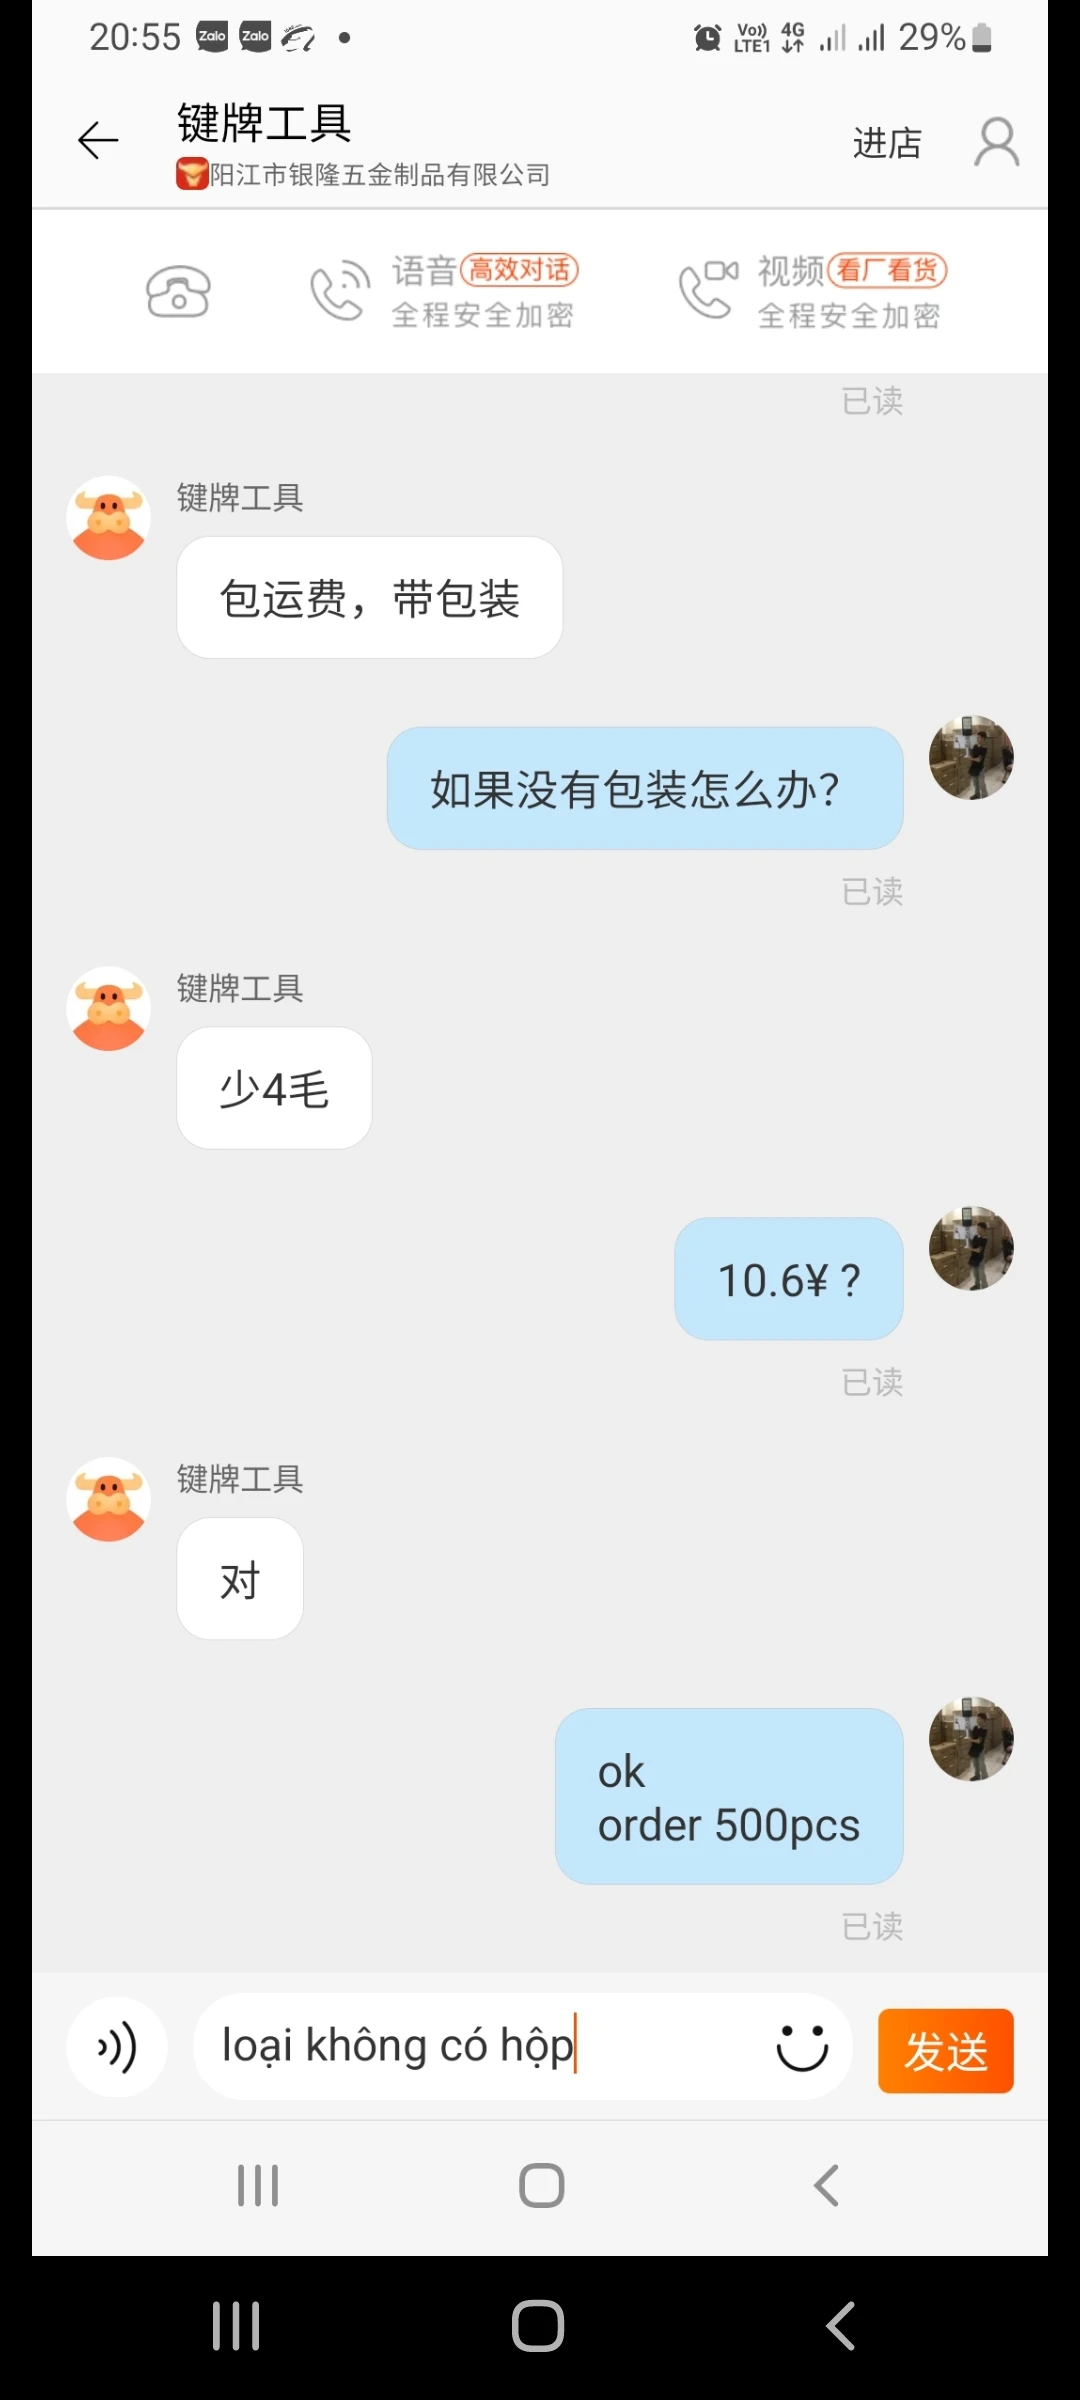 20:55 Zalo Zalo Vo)) LTE1 4G 29%
键牌工具
阳江市银隆五金制品有限公司
进店
语音 高效对话
全程安全加密
视频 看厂看货
全程安全加密
已读
键牌工具
包运费，带包装
如果没有包装怎么办?
已读
键牌工具
少4毛
10.6¥ ?
已读
键牌工具
对
ok
order 500pcs
已读
loại không có hộp
发送